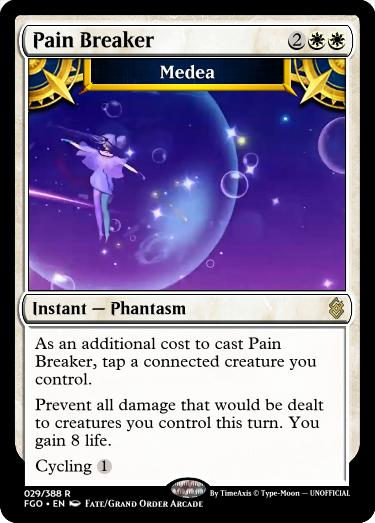 Pain Breaker 2
Medea
Instant — Phantasm
As an additional cost to cast Pain
Breaker, tap a connected creature you
control.
Prevent all damage that would be dealt
to creatures you control this turn. You
gain 8 life.
Cycling 1
029/388 R
FGO • EN Fate/Grand Order Arcade
By TimeAxis © Type-Moon — UNOFFICIAL